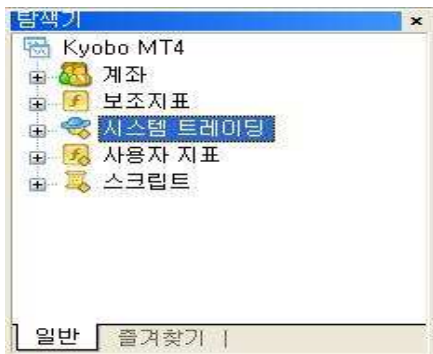 탐색기
Kyobo MT4
계좌
보조지표
시스템 트레이딩
사용자 지표
스크립트
일반 즐겨찾기